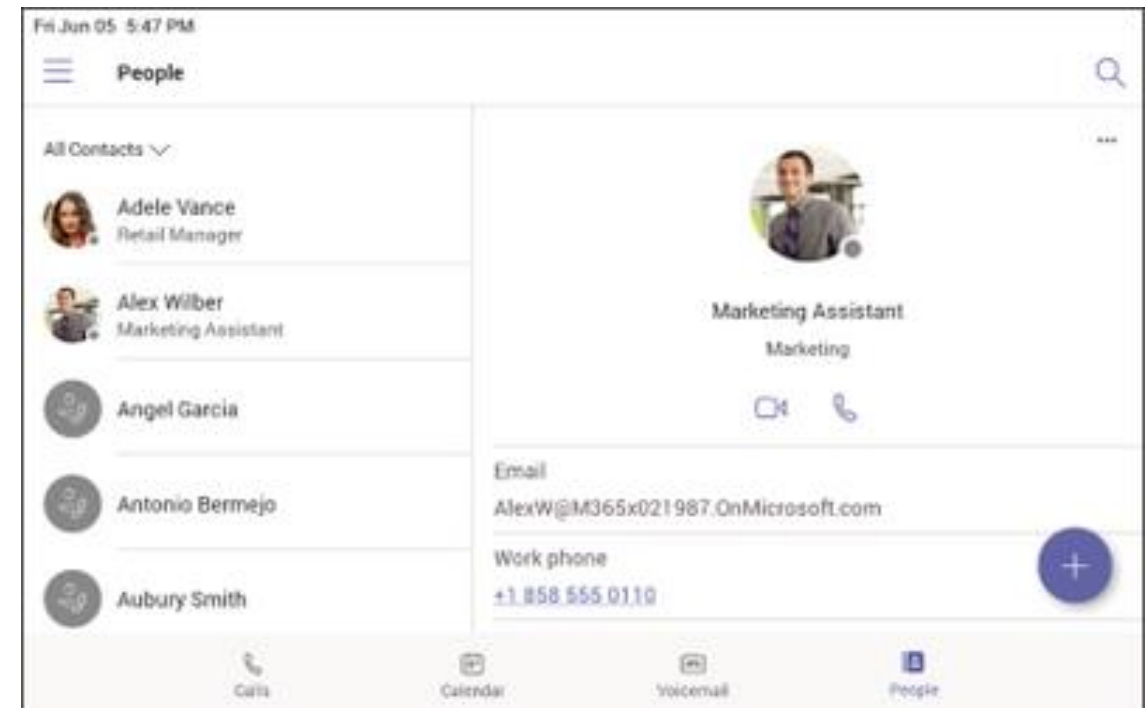 Fri Jun 05 5:47 PM
People
All Contacts
Adele Vance
Retail Manager
Alex Wilber
Marketing Assistant
Angel Garcia
Antonio Bermejo
Aubury Smith
Marketing Assistant
Marketing
Email
AlexW@M365x021987.OnMicrosoft.com
Work phone
+1 858 555 0110
Calls
Calendar
Voicemail
People